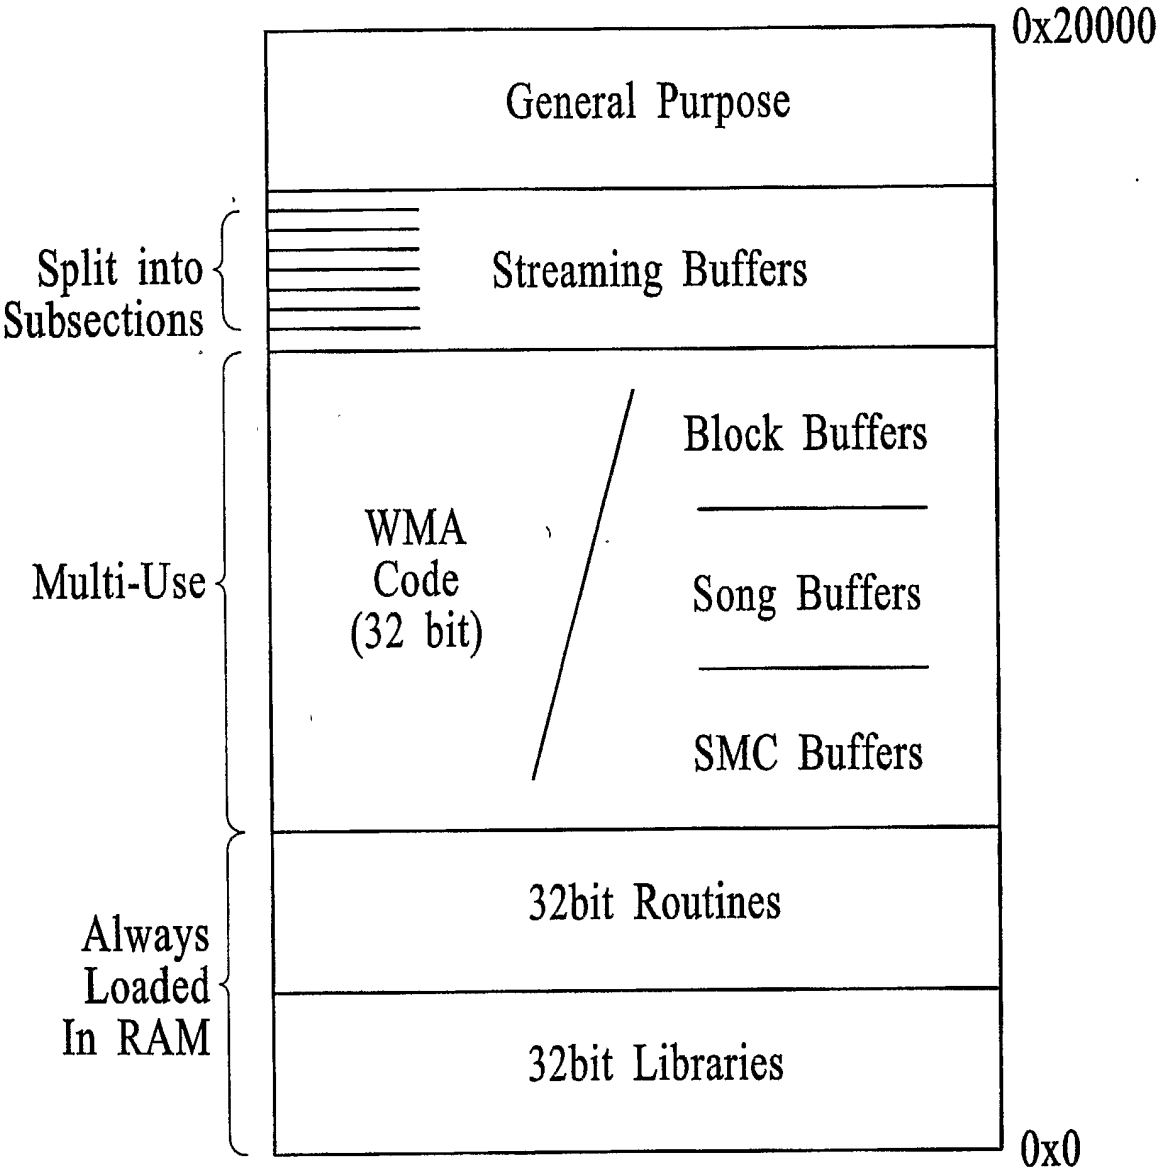 0x20000
General Purpose
Split into
Subsections
Streaming Buffers
Multi-Use
WMA
Code
(32 bit)
Block Buffers
Song Buffers
SMC Buffers
Always
Loaded
In RAM
32bit Routines
32bit Libraries
0x0